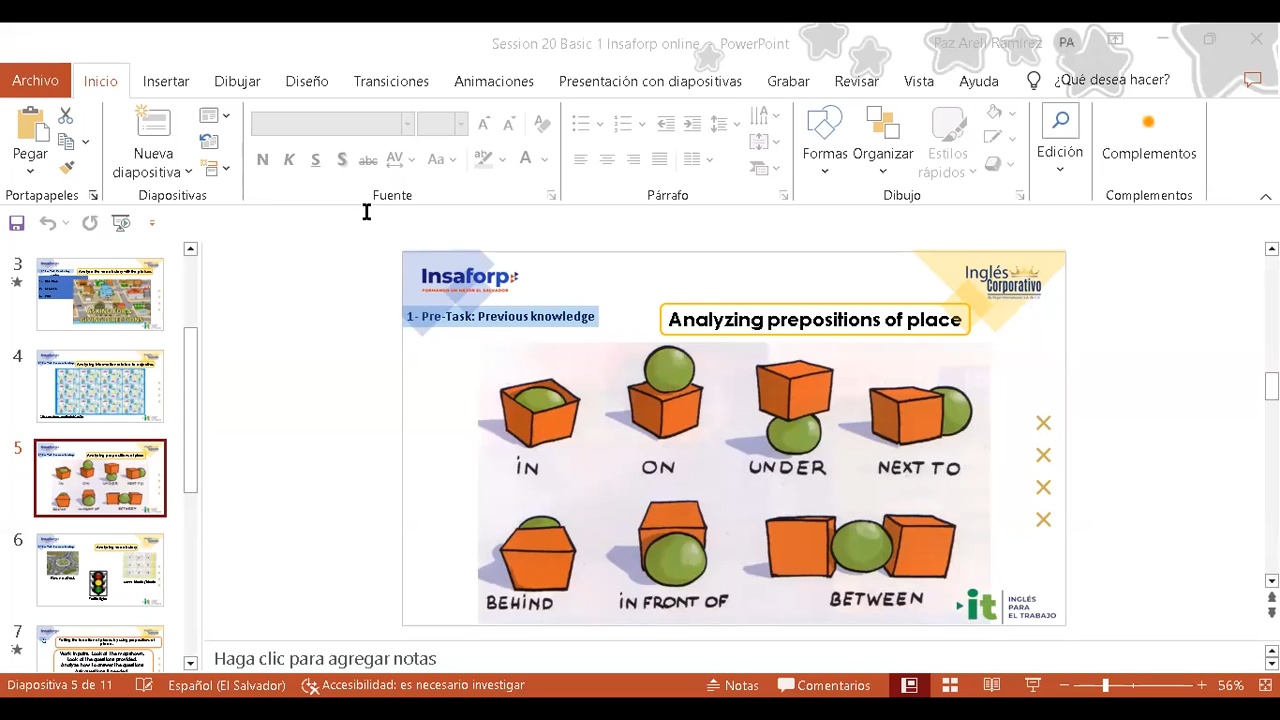 Session 20 Basic 1 Insaforp online - PowerPoint
Paz Areli Ramirez
PA
Archivo
Inicio
Insertar
Dibujar
Diseño
Transiciones
Animaciones
Presentación con diapositivas
Grabar
Revisar
Vista
Ayuda
¿Qué desea hacer?
Pegar
Nueva
diapositiva
Formas
Organizar
Estilos
rápidos
Edición
Complementos
Portapapeles
Diapositivas
Fuente
Párrafo
Dibujo
Complementos
3
4
5
6
7
Insaforp
FORMANDO UN MEJOR EL SALVADOR
Inglés
Corporativo
1- Pre-Task: Previous knowledge
Analyzing prepositions of place
IN
ON
UNDER
NEXT TO
BEHIND
IN FRONT OF
BETWEEN
it
INGLÉS
PARA
EL TRABAJO
Haga clic para agregar notas
Diapositiva 5 de 11
Español (El Salvador)
Accesibilidad: es necesario investigar
Notas
Comentarios
56%